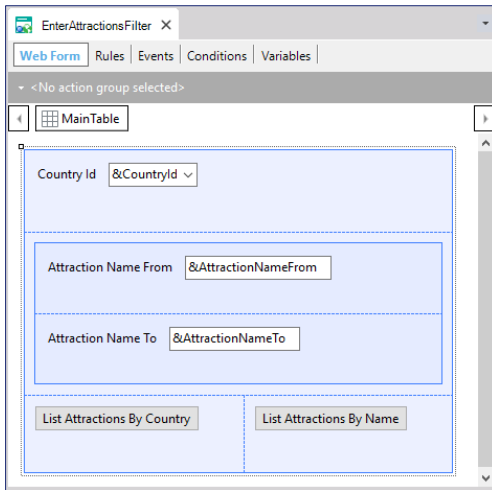 EnterAttractionsFilter
Web Form Rules Events Conditions Variables
<No action group selected>
MainTable
Country Id &CountryId
Attraction Name From &AttractionNameFrom
Attraction Name To &AttractionNameTo
List Attractions By Country List Attractions By Name